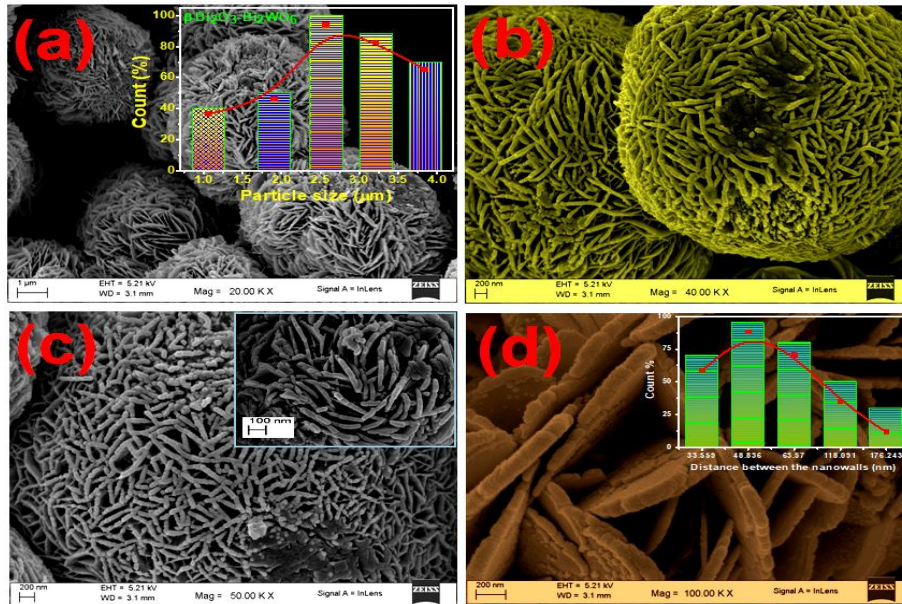 (a)
β Bi2O3-Bi2WO6
Count (%)
100
80
60
40
20
0
1.0 1.5 2.0 2.5 3.0 3.5 4.0
Particle size (µm)
1 µm
EHT = 5.21 kV
WD = 3.1 mm
Mag = 20.00 K X
Signal A = InLens
ZEISS
(b)
200 nm
EHT = 5.21 kV
WD = 3.1 mm
Mag = 40.00 K X
Signal A = InLens
ZEISS
(c)
100 nm
200 nm
EHT = 5.21 kV
WD = 3.1 mm
Mag = 50.00 K X
Signal A = InLens
ZEISS
(d)
Count %
100
75
50
25
0
33.559 48.836 63.97 118.091 176.243
Distance between the nanowalls (nm)
200 nm
EHT = 5.21 kV
WD = 3.1 mm
Mag = 100.00 K X
Signal A = InLens
ZEISS